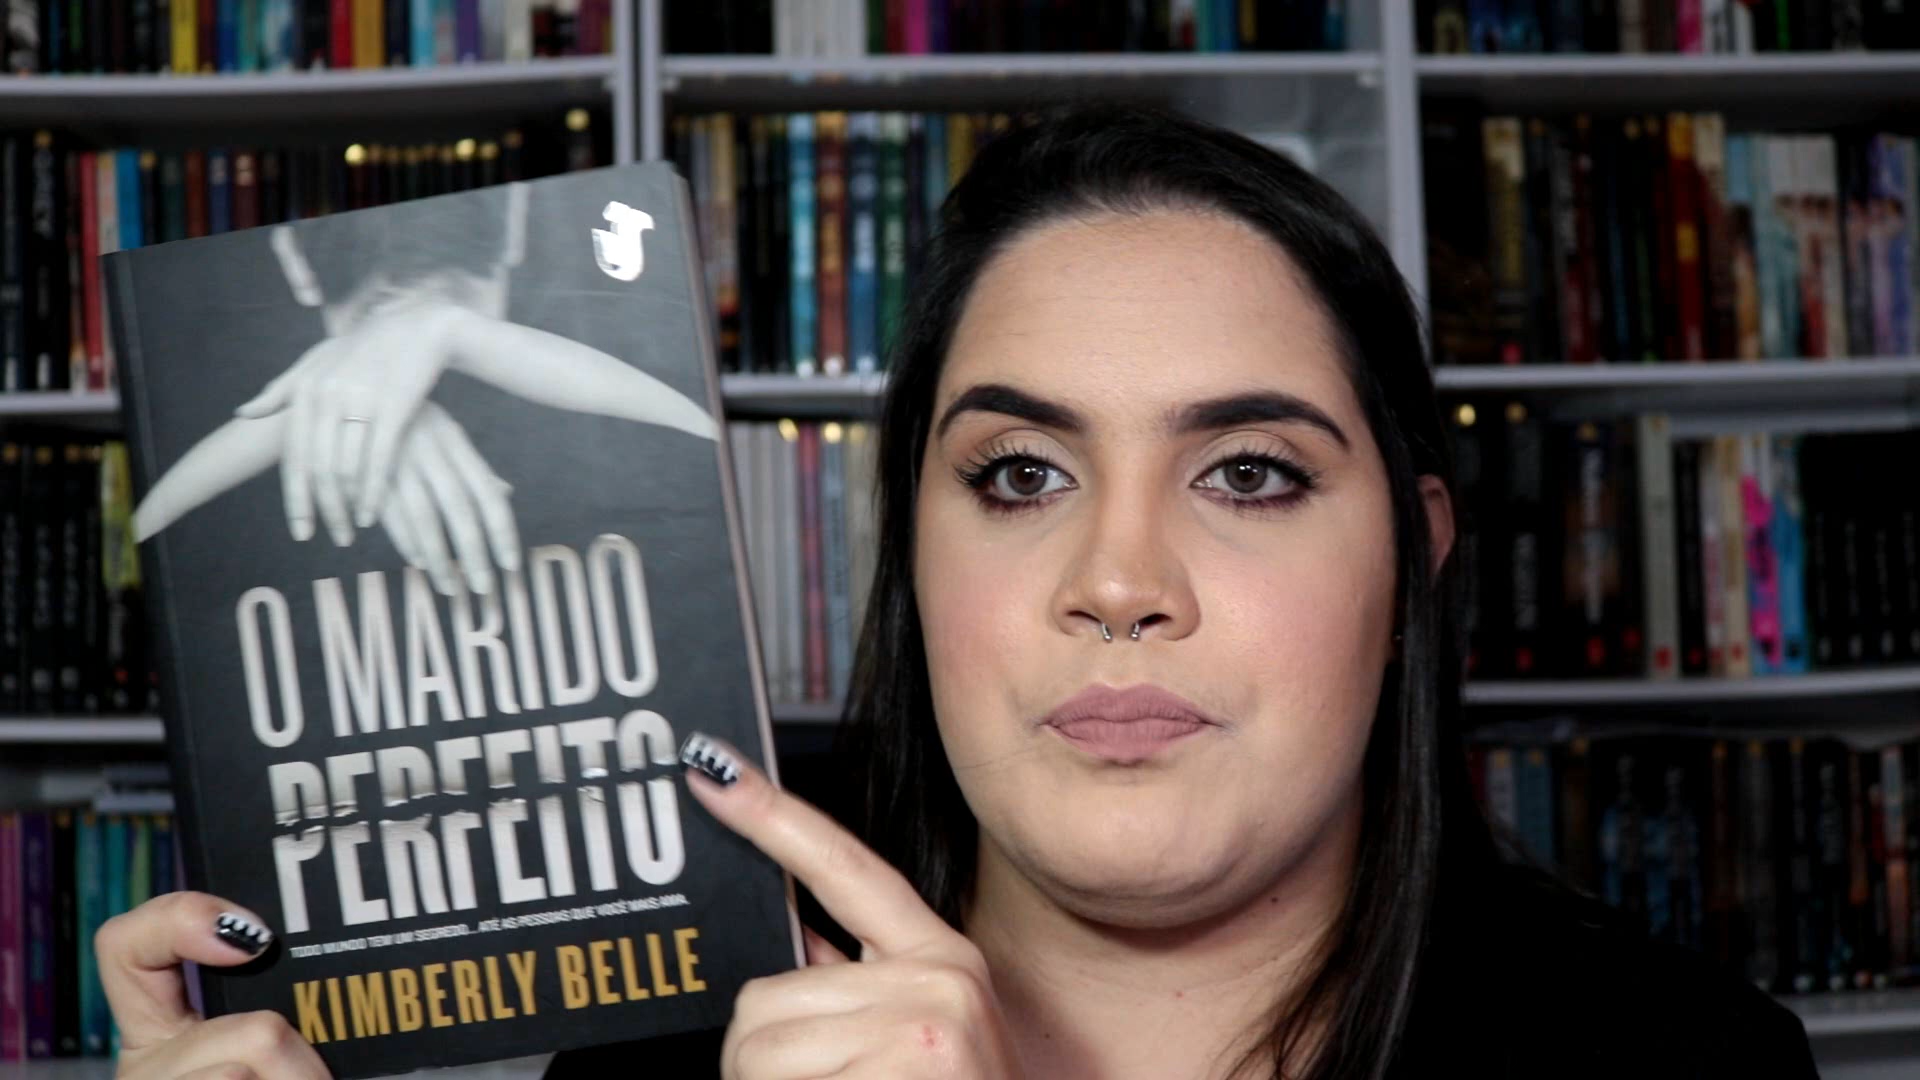 O MARIDO
PERFEITO
TODO MUNDO TEM UM SEGREDO... ATÉ AS PESSOAS QUE VOCÊ MAIS AMA.
KIMBERLY BELLE